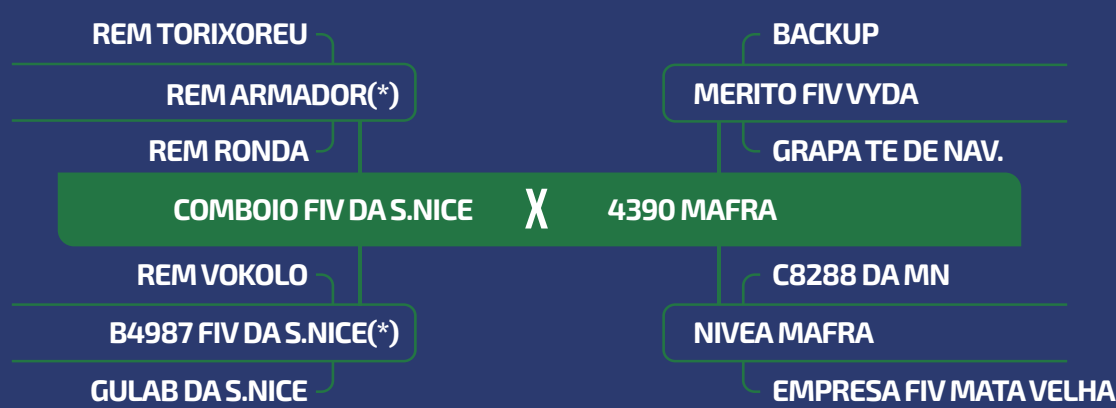 REM TORIXOREU
BACKUP
REM ARMADOR(*)
MERITO FIV VYDA
REM RONDA
GRAPA TE DE NAV.
COMBOIO FIV DA S.NICE X 4390 MAFRA
REM VOKOLO
C8288 DA MN
B4987 FIV DA S.NICE(*)
NIVEA MAFRA
GULAB DA S.NICE
EMPRESA FIV MATA VELHA